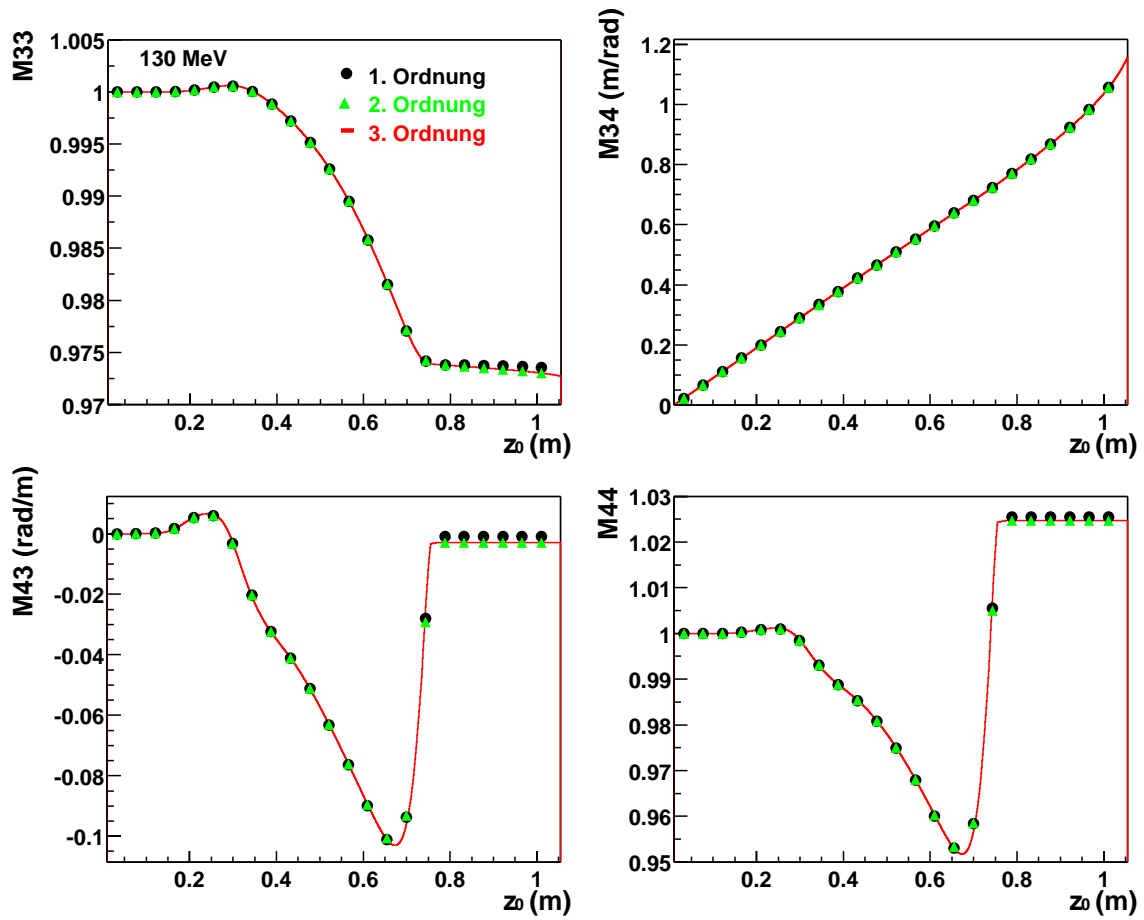 M33
1.005
1
0.995
0.99
0.985
0.98
0.975
0.97
130 MeV
1. Ordnung
2. Ordnung
3. Ordnung
0.2 0.4 0.6 0.8 1
z₀ (m)
M34 (m/rad)
1.2
1
0.8
0.6
0.4
0.2
0
0.2 0.4 0.6 0.8 1
z₀ (m)
M43 (rad/m)
0
-0.02
-0.04
-0.06
-0.08
-0.1
0.2 0.4 0.6 0.8 1
z₀ (m)
M44
1.03
1.02
1.01
1
0.99
0.98
0.97
0.96
0.95
0.2 0.4 0.6 0.8 1
z₀ (m)